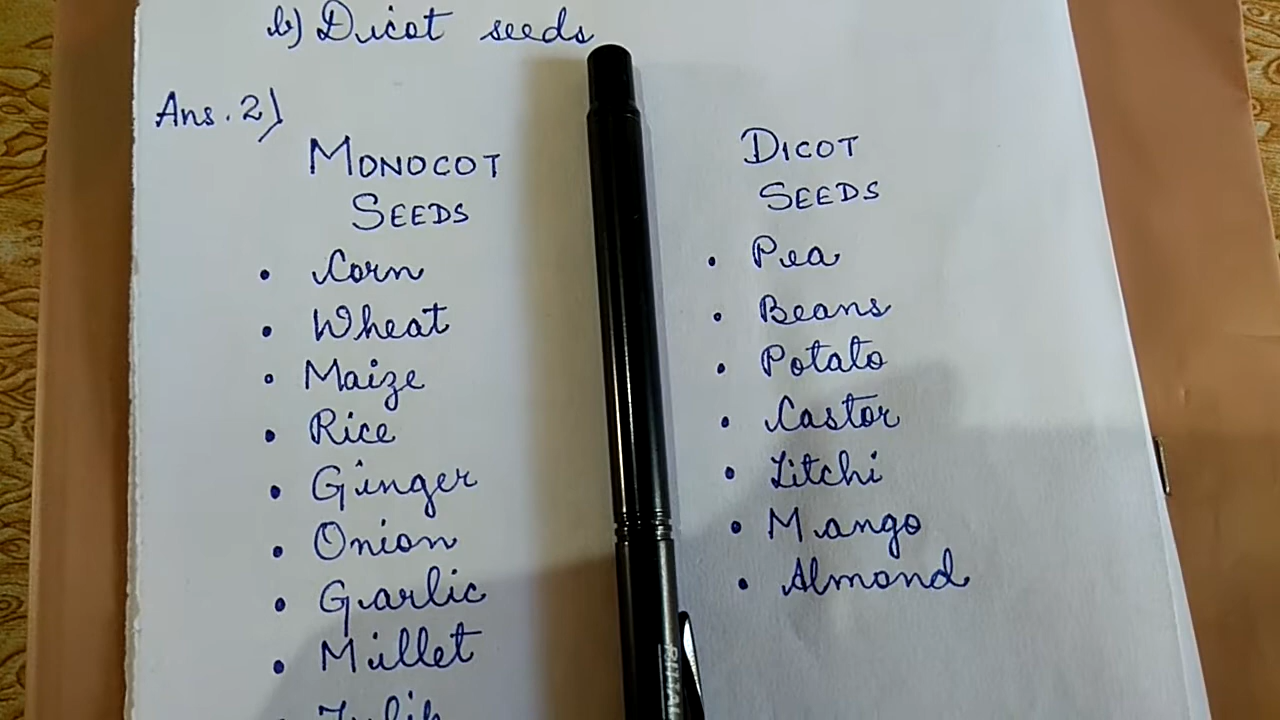 b) Dicot seeds
Ans. 2)
MONOCOT
SEEDS
• Corn
• Wheat
• Maize
• Rice
• Ginger
• Onion
• Garlic
• Millet
• Tulip
DICOT
SEEDS
• Pea
• Beans
• Potato
• Castor
• Litchi
• Mango
• Almond